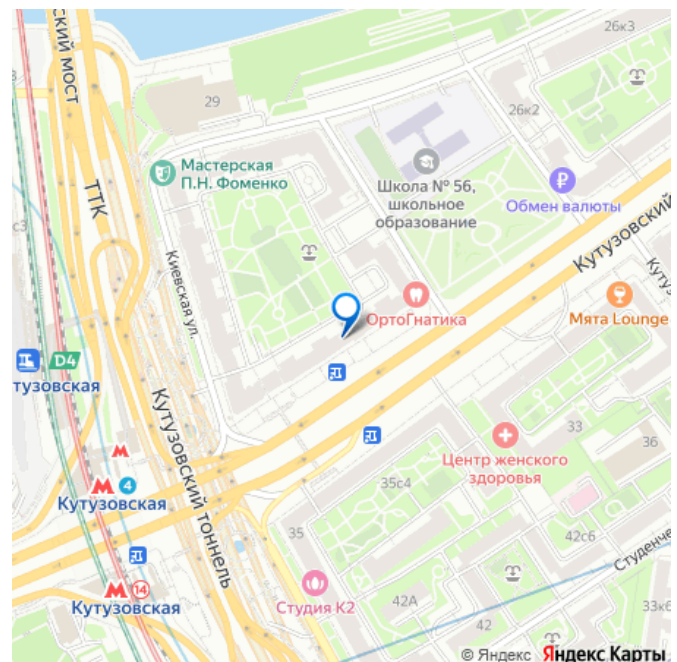 ский мост
3
ТТК
29
26к3
26к2
Мастерская
П.Н. Фоменко
Школа № 56,
школьное
образование
₽
Обмен валюты
Киевская ул.
Кутузовский
с3
ОртоГнатика
Мята Lounge
D4
тузовская
Кутузовский тоннель
М
М 4
Кутузовская
35с4
33
36
Центр женского
здоровья
35
42с6
Студенче
М 14
Кутузовская
Студия К2
42А
42
33к6
© Яндекс Яндекс Карты